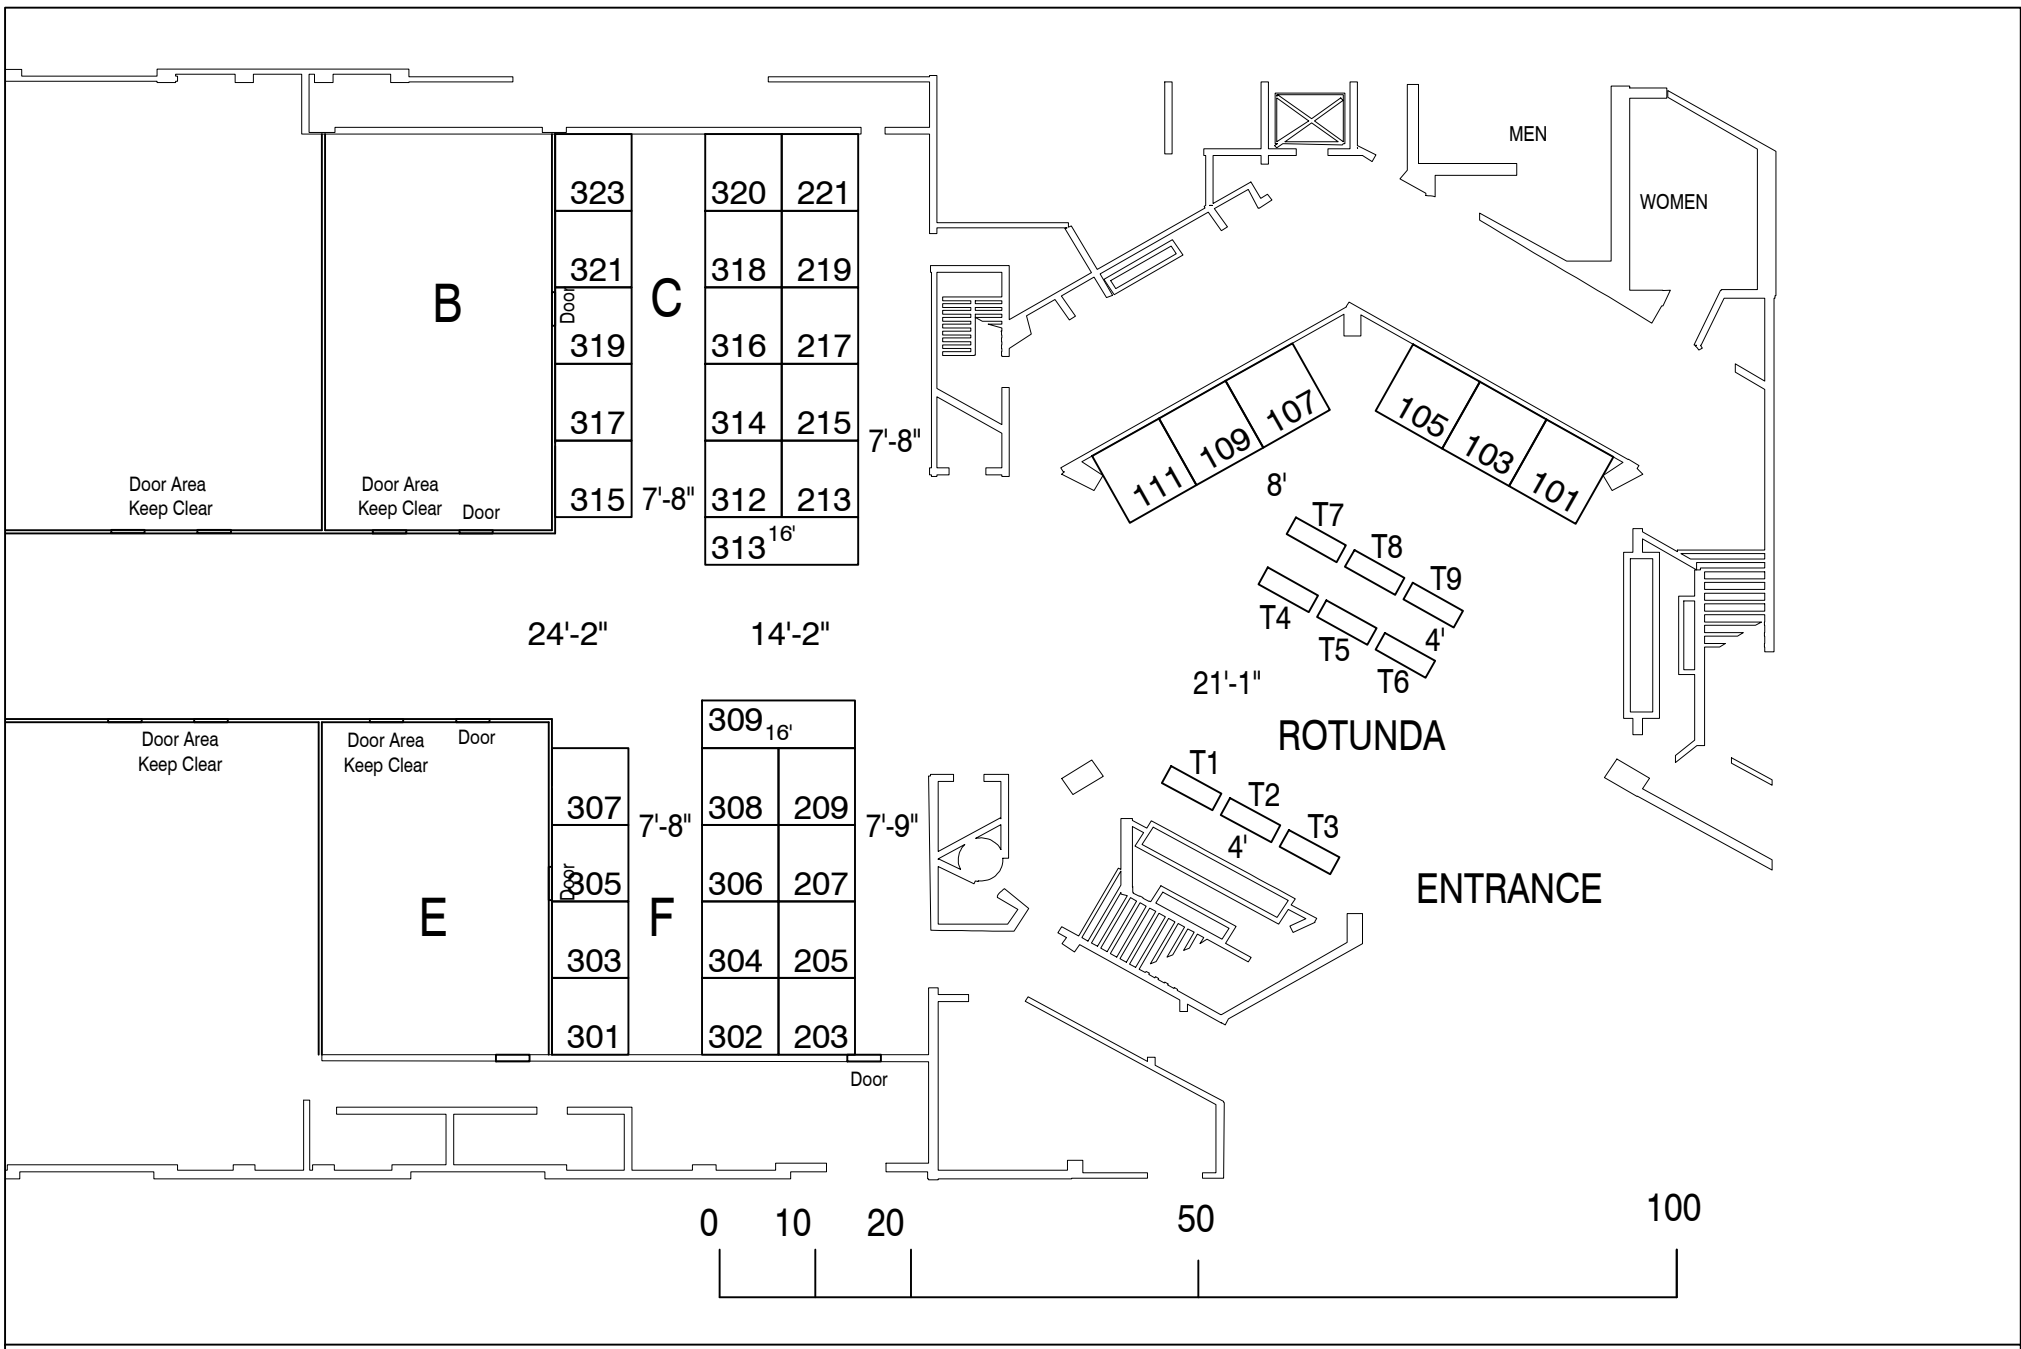 MEN
WOMEN
323
320
221
321
318
219
B
Door
C
319
316
217
317
314
215
7'-8"
107
105
109
103
111
101
8'
Door Area
Keep Clear
Door Area
Keep Clear
Door
315
7'-8"
312
213
313
16'
T7
T8
T9
T4
T5
T6
4'
24'-2"
14'-2"
21'-1"
ROTUNDA
309
16'
Door Area
Keep Clear
Door Area
Keep Clear
Door
307
7'-8"
308
209
7'-9"
T1
T2
T3
4'
Door
305
306
207
ENTRANCE
E
F
303
304
205
301
302
203
Door
0
10
20
50
100